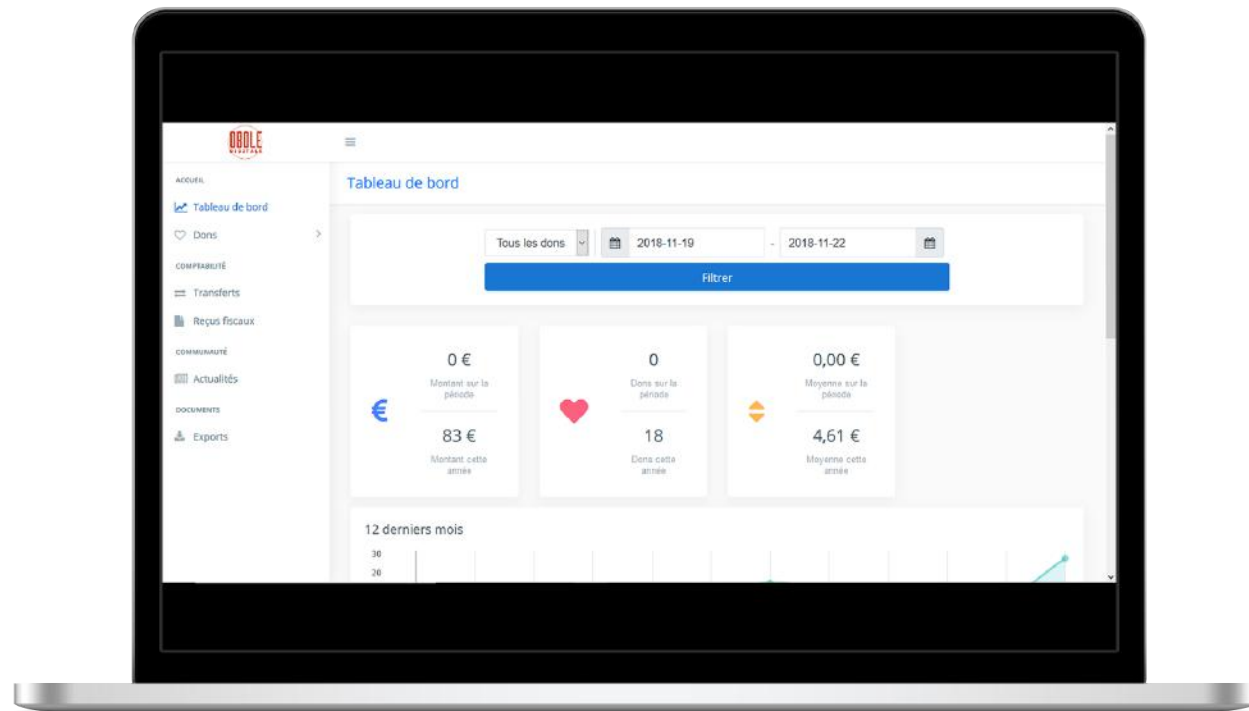 OBOLE
ACCUEIL
Tableau de bord
Dons
COMPTABILITÉ
Transferts
Reçus fiscaux
COMMUNAUTÉ
Actualités
DOCUMENTS
Exports
Tableau de bord
Tous les dons 2018-11-19 - 2018-11-22
Filtrer
0 €
Montant sur la
période
83 €
Montant cette
année
0
Dons sur la
période
18
Dons cette
année
0,00 €
Moyenne sur la
période
4,61 €
Moyenne cette
année
12 derniers mois
30
20